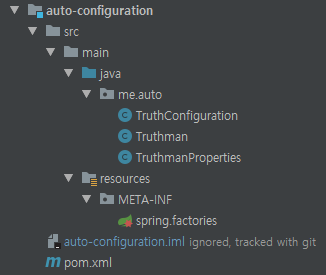 auto-configuration
src
main
java
me.auto
TruthConfiguration
Truthman
TruthmanProperties
resources
META-INF
spring.factories
auto-configuration.iml ignored, tracked with git
pom.xml